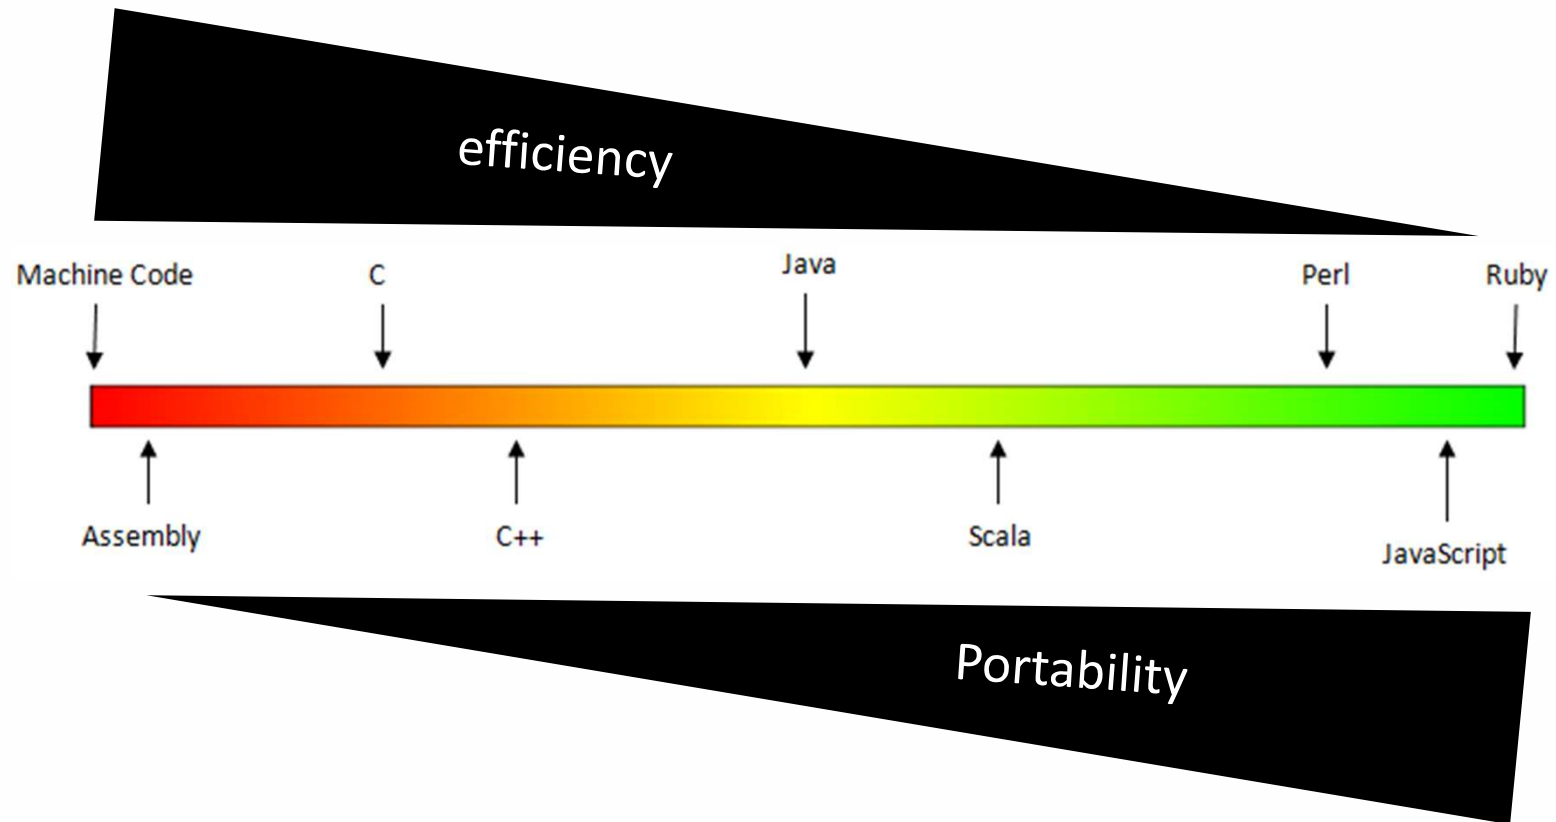 efficiency
Machine Code
C
Java
Perl
Ruby
Assembly
C++
Scala
JavaScript
Portability